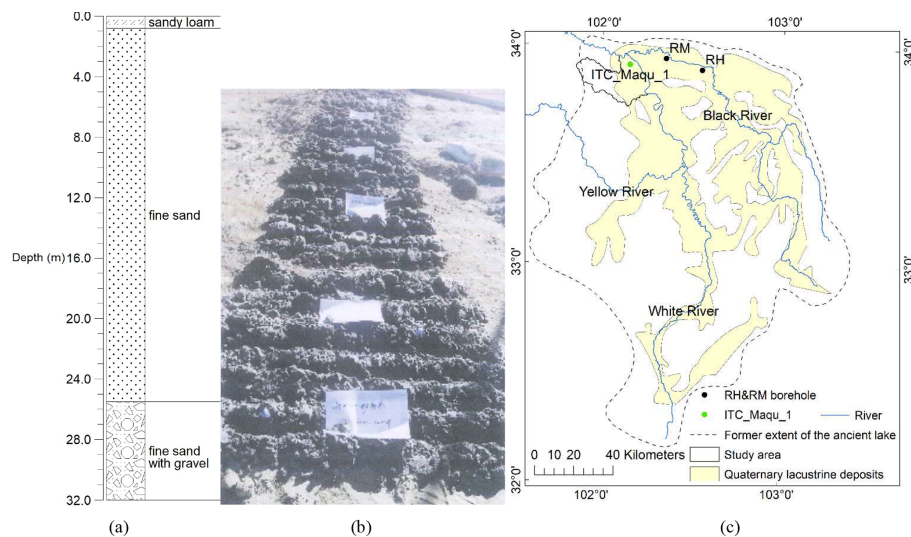 0.0
4.0
8.0
12.0
Depth (m) 16.0
20.0
24.0
28.0
32.0
sandy loam
fine sand
fine sand
with gravel
(a)
(b)
102°0'
103°0'
34°0'
34°0'
RM
RH
ITC_Maqu_1
Black River
Yellow River
33°0'
33°0'
White River
RH&RM borehole
ITC_Maqu_1
River
Former extent of the ancient lake
Study area
Quaternary lacustrine deposits
0 10 20 40 Kilometers
32°0'
32°0'
102°0'
103°0'
(c)